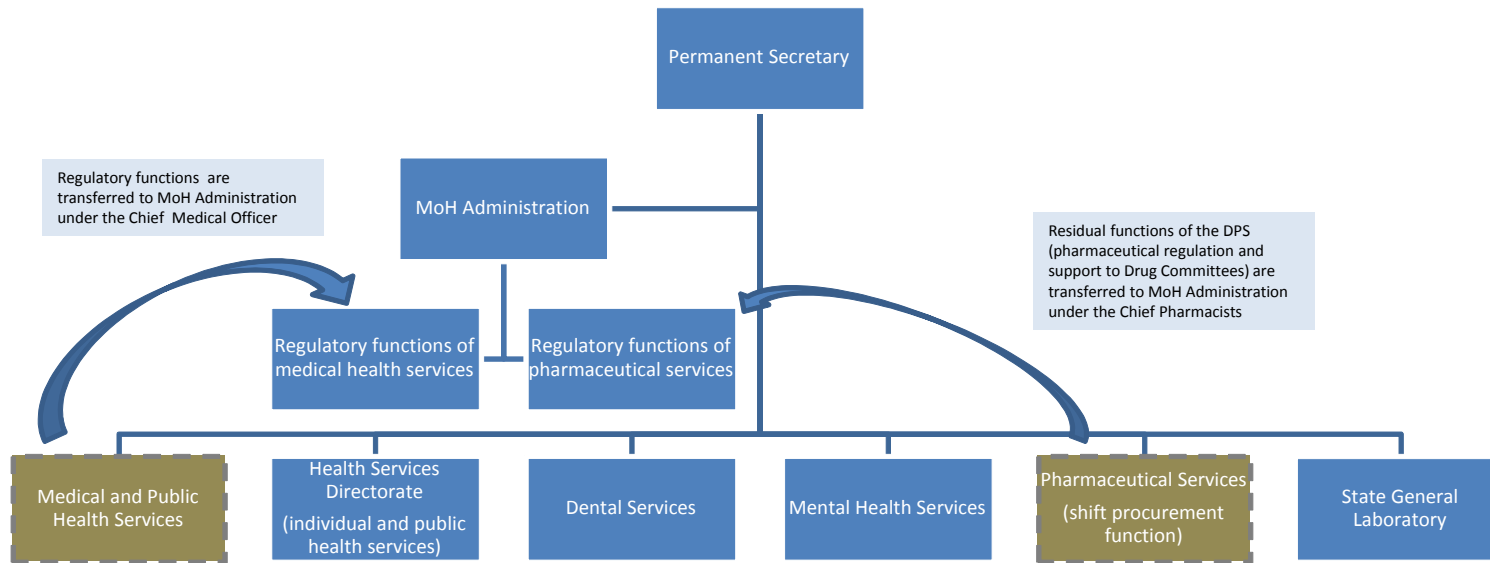 Permanent Secretary
Regulatory functions  are
transferred to MoH Administration
under the Chief  Medical Officer
MoH Administration
Residual functions of the DPS
(pharmaceutical regulation and
support to Drug Committees) are
transferred to MoH Administration
under the Chief Pharmacists
Regulatory functions of
medical health services
Regulatory functions of
pharmaceutical services
Medical and Public
Health Services
Health Services
Directorate
(individual and public
health services)
Dental Services
Mental Health Services
Pharmaceutical Services
(shift procurement
function)
State General
Laboratory